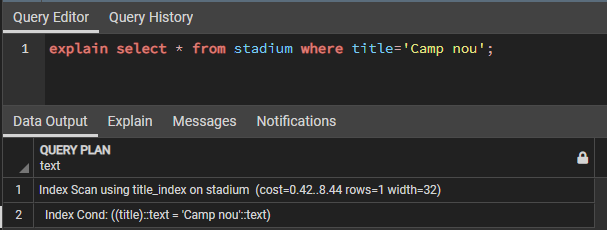 Query Editor Query History
1 explain select * from stadium where title='Camp nou';
Data Output Explain Messages Notifications
QUERY PLAN
text
1 Index Scan using title_index on stadium (cost=0.42..8.44 rows=1 width=32)
2 Index Cond: ((title)::text = 'Camp nou'::text)